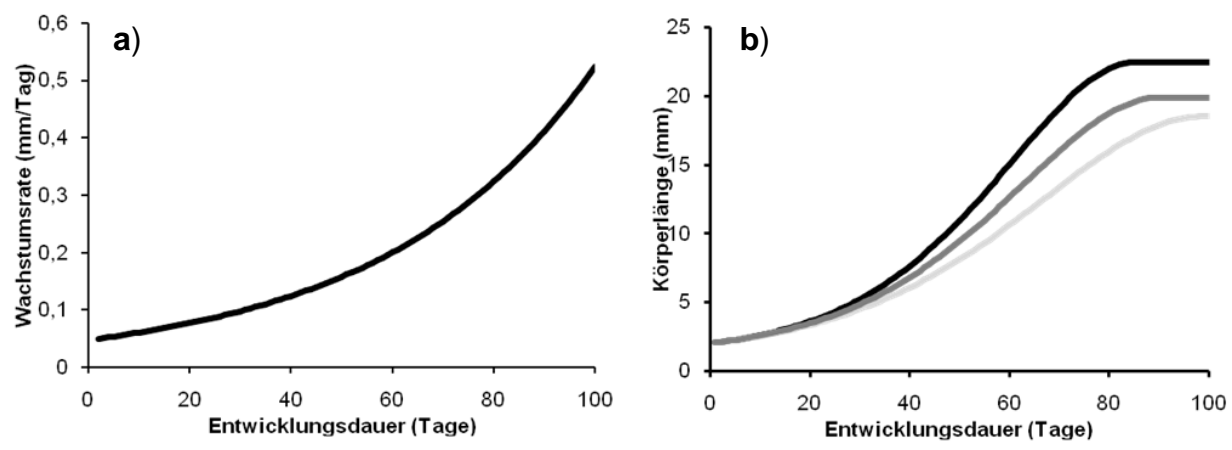 a)
Wachstumsrate (mm/Tag)
0,6
0,5
0,4
0,3
0,2
0,1
0
0 20 40 60 80 100
Entwicklungsdauer (Tage)
b)
Körperlänge (mm)
25
20
15
10
5
0
0 20 40 60 80 100
Entwicklungsdauer (Tage)